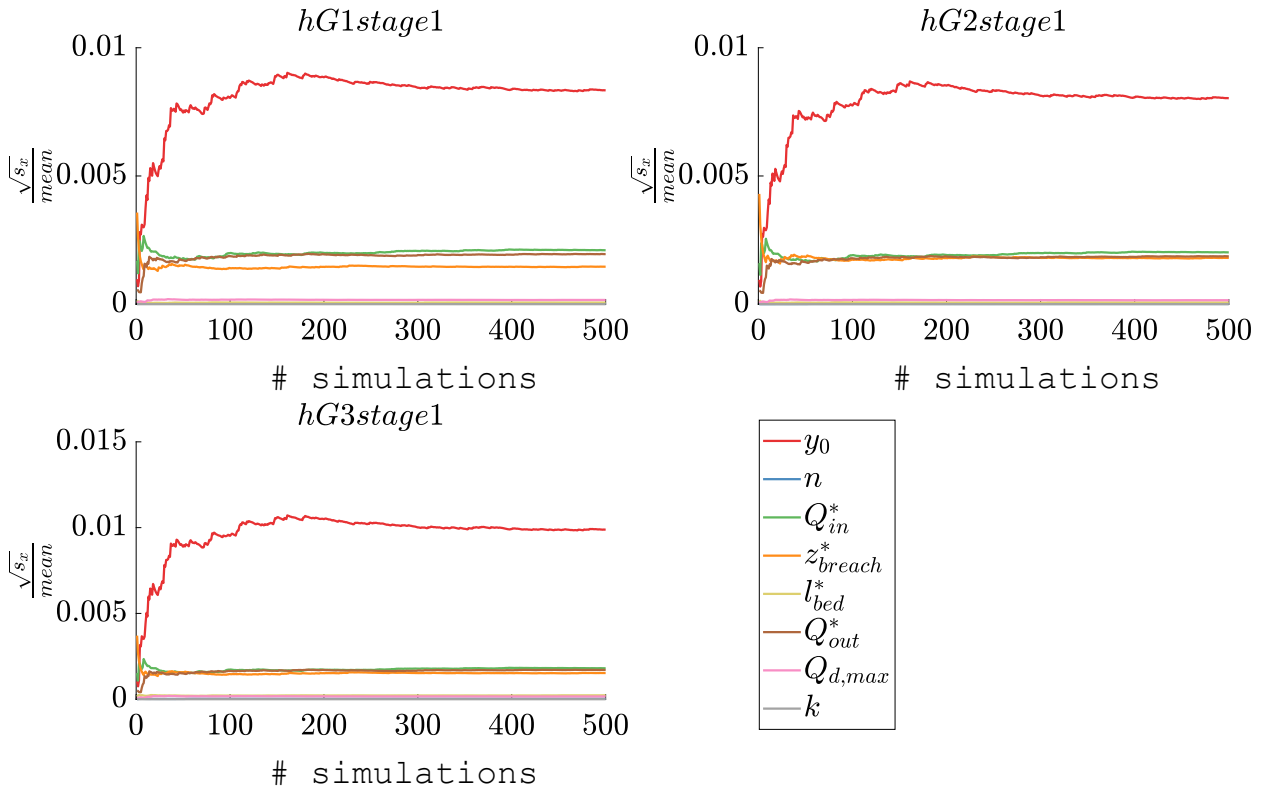 hG1stage1
0.01
0.005
0
√s_x / mean
0 100 200 300 400 500
# simulations
hG2stage1
0.01
0.005
0
√s_x / mean
0 100 200 300 400 500
# simulations
hG3stage1
0.015
0.01
0.005
0
√s_x / mean
0 100 200 300 400 500
# simulations
y_0
n
Q*_in
z*_breach
l*_bed
Q*_out
Q_d,max
k